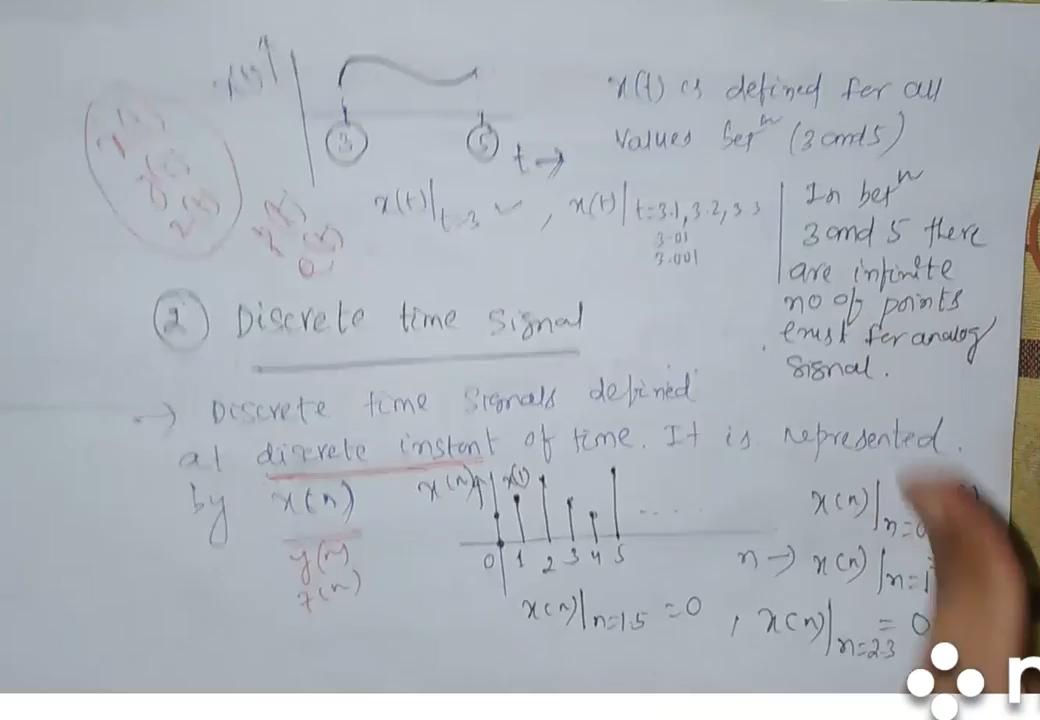 x(t)
3 5 t→
x(t) is defined for all
values betⁿ (3 and 5)
x(t)|t=3 ✓, x(t)|t=3.1, 3.2, 3.3
3.01
3.001
In betⁿ
3 and 5 there
are infinite
no of points
exist for analog
signal.
② Discrete time signal
→ Discrete time signals defined
at discrete instant of time. It is represented.
by x(n)
y(n)
z(n)
x(n) x(1)
0 1 2 3 4 5
x(n)|n=0
n→ x(n)|n=1
x(n)|n=1.5 =0, x(n)|n=2.3 = 0